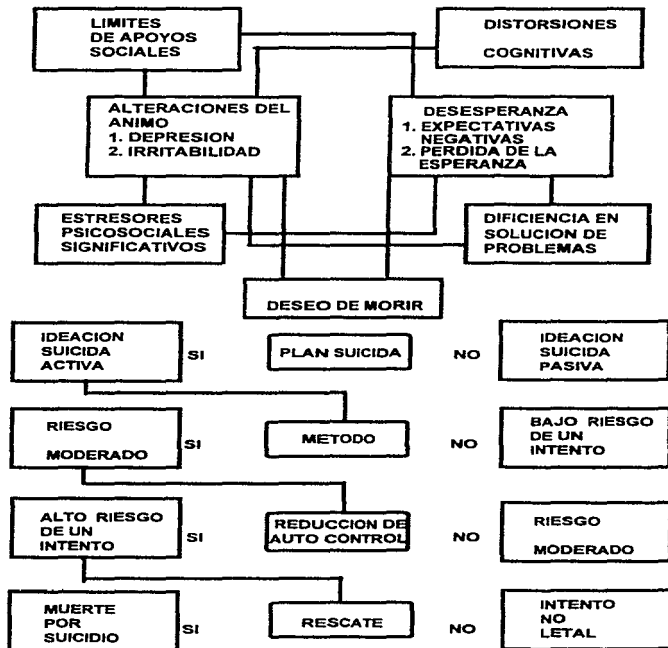 LIMITES
DE APOYOS
SOCIALES
DISTORSIONES
COGNITIVAS
ALTERACIONES DEL
ANIMO
1. DEPRESION
2. IRRITABILIDAD
DESESPERANZA
1. EXPECTATIVAS
NEGATIVAS
2. PERDIDA DE LA
ESPERANZA
ESTRESORES
PSICOSOCIALES
SIGNIFICATIVOS
DIFICIENCIA EN
SOLUCION DE
PROBLEMAS
DESEO DE MORIR
IDEACION
SUICIDA
ACTIVA
SI
PLAN SUICIDA
NO
IDEACION
SUICIDA
PASIVA
RIESGO
MODERADO
SI
METODO
NO
BAJO RIESGO
DE UN
INTENTO
ALTO RIESGO
DE UN
INTENTO
SI
REDUCCION DE
AUTO CONTROL
NO
RIESGO
MODERADO
MUERTE
POR
SUICIDIO
SI
RESCATE
NO
INTENTO
NO
LETAL